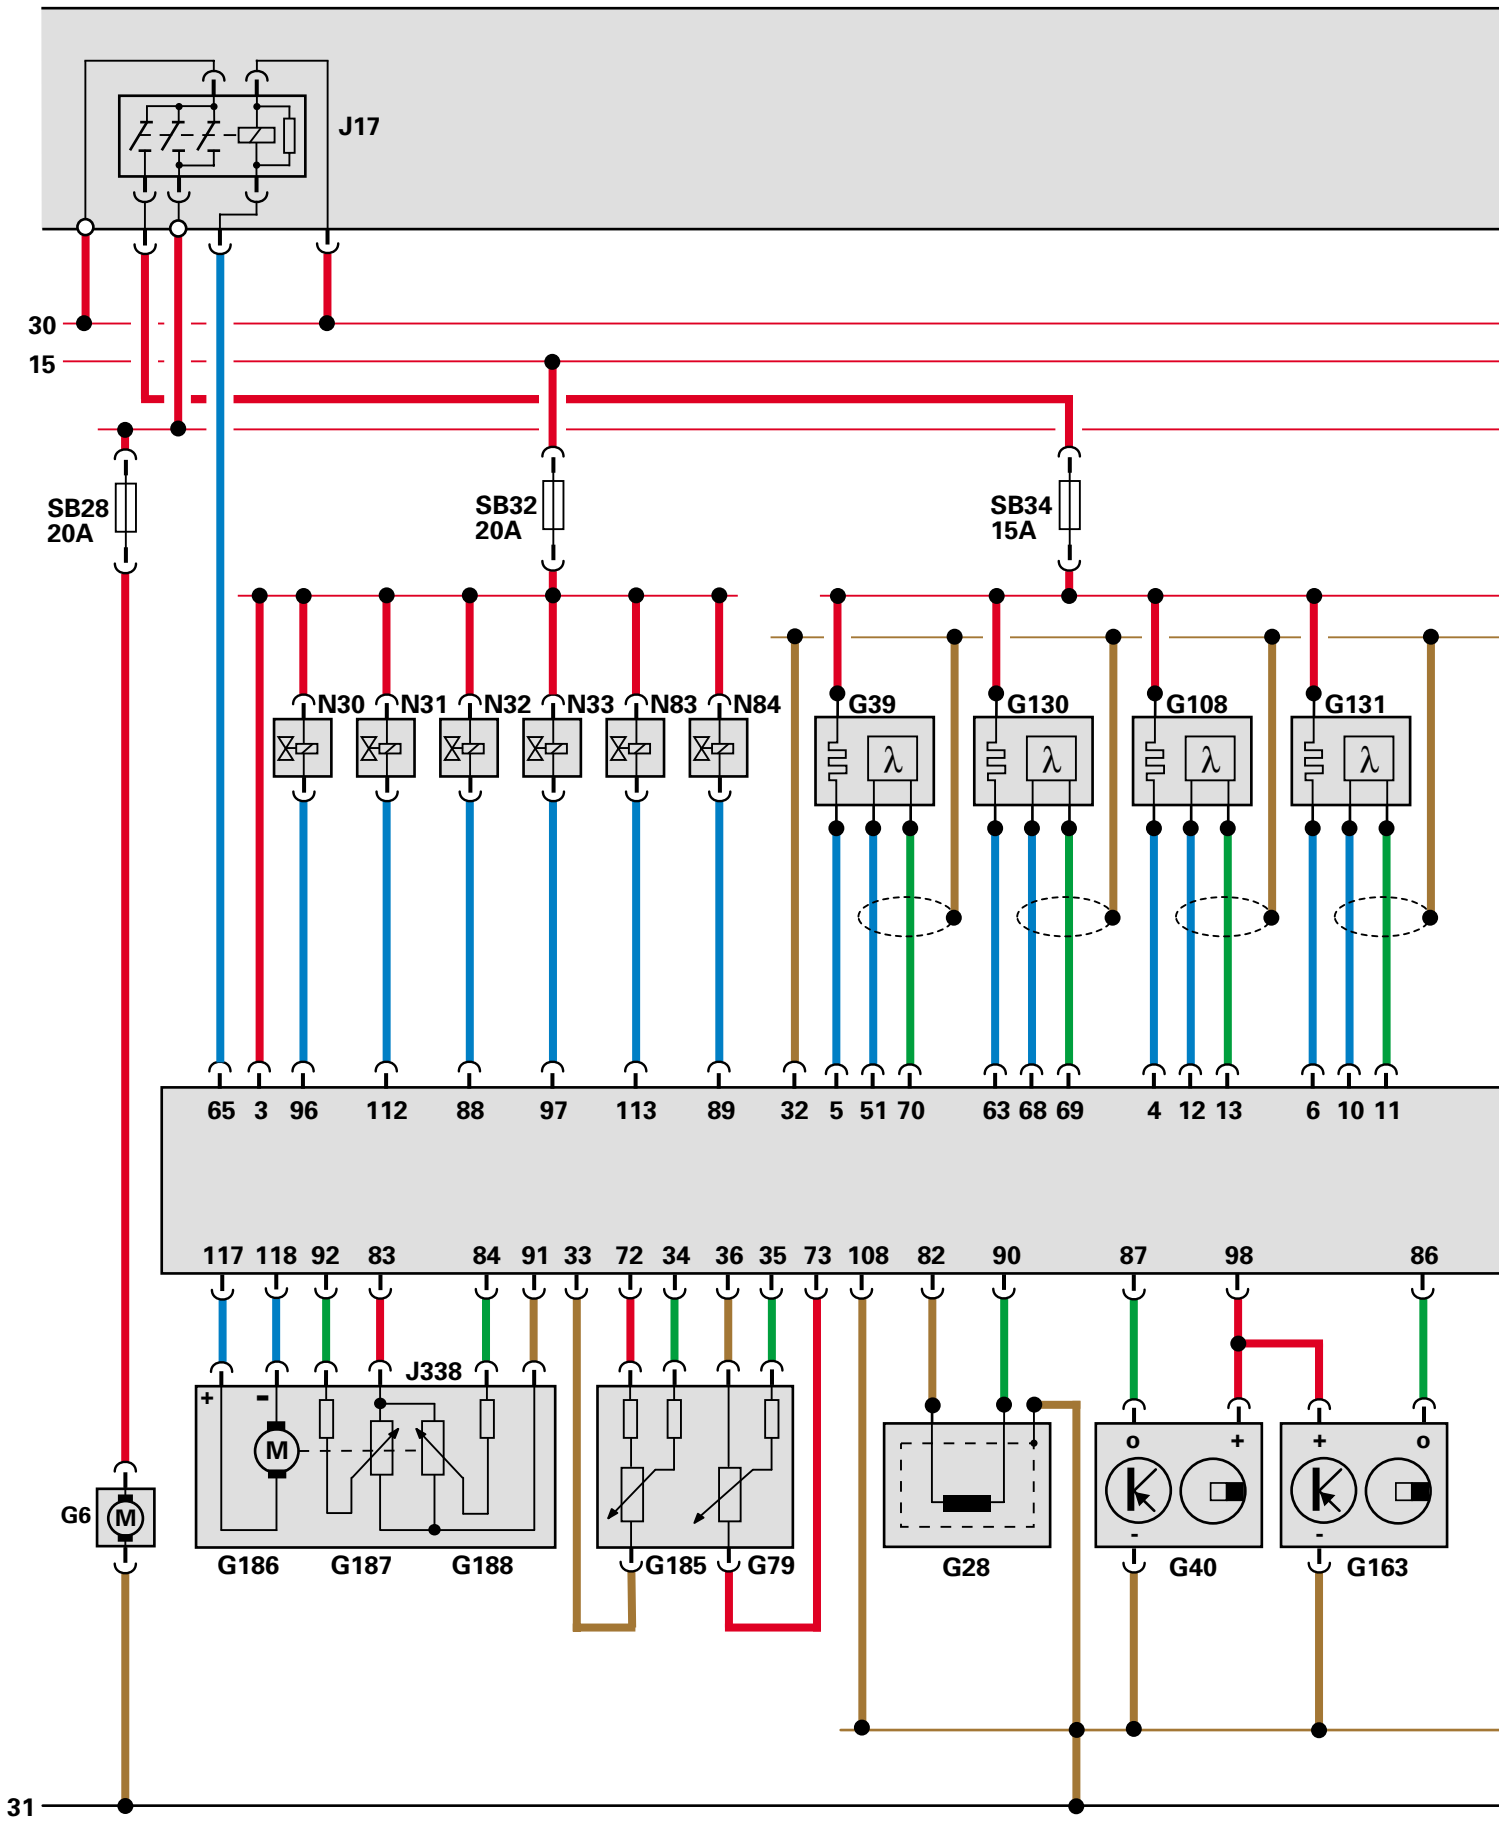 J17
30
15
SB28
20A
SB32
20A
SB34
15A
N30 N31 N32 N33 N83 N84 G39 G130 G108 G131
λ λ λ λ
65 3 96 112 88 97 113 89 32 5 51 70 63 68 69 4 12 13 6 10 11
117 118 92 83 84 91 33 72 34 36 35 73 108 82 90 87 98 86
J338
+ - 
o + + o
M
G6 M
- -
G186 G187 G188 G185 G79 G28 G40 G163
31